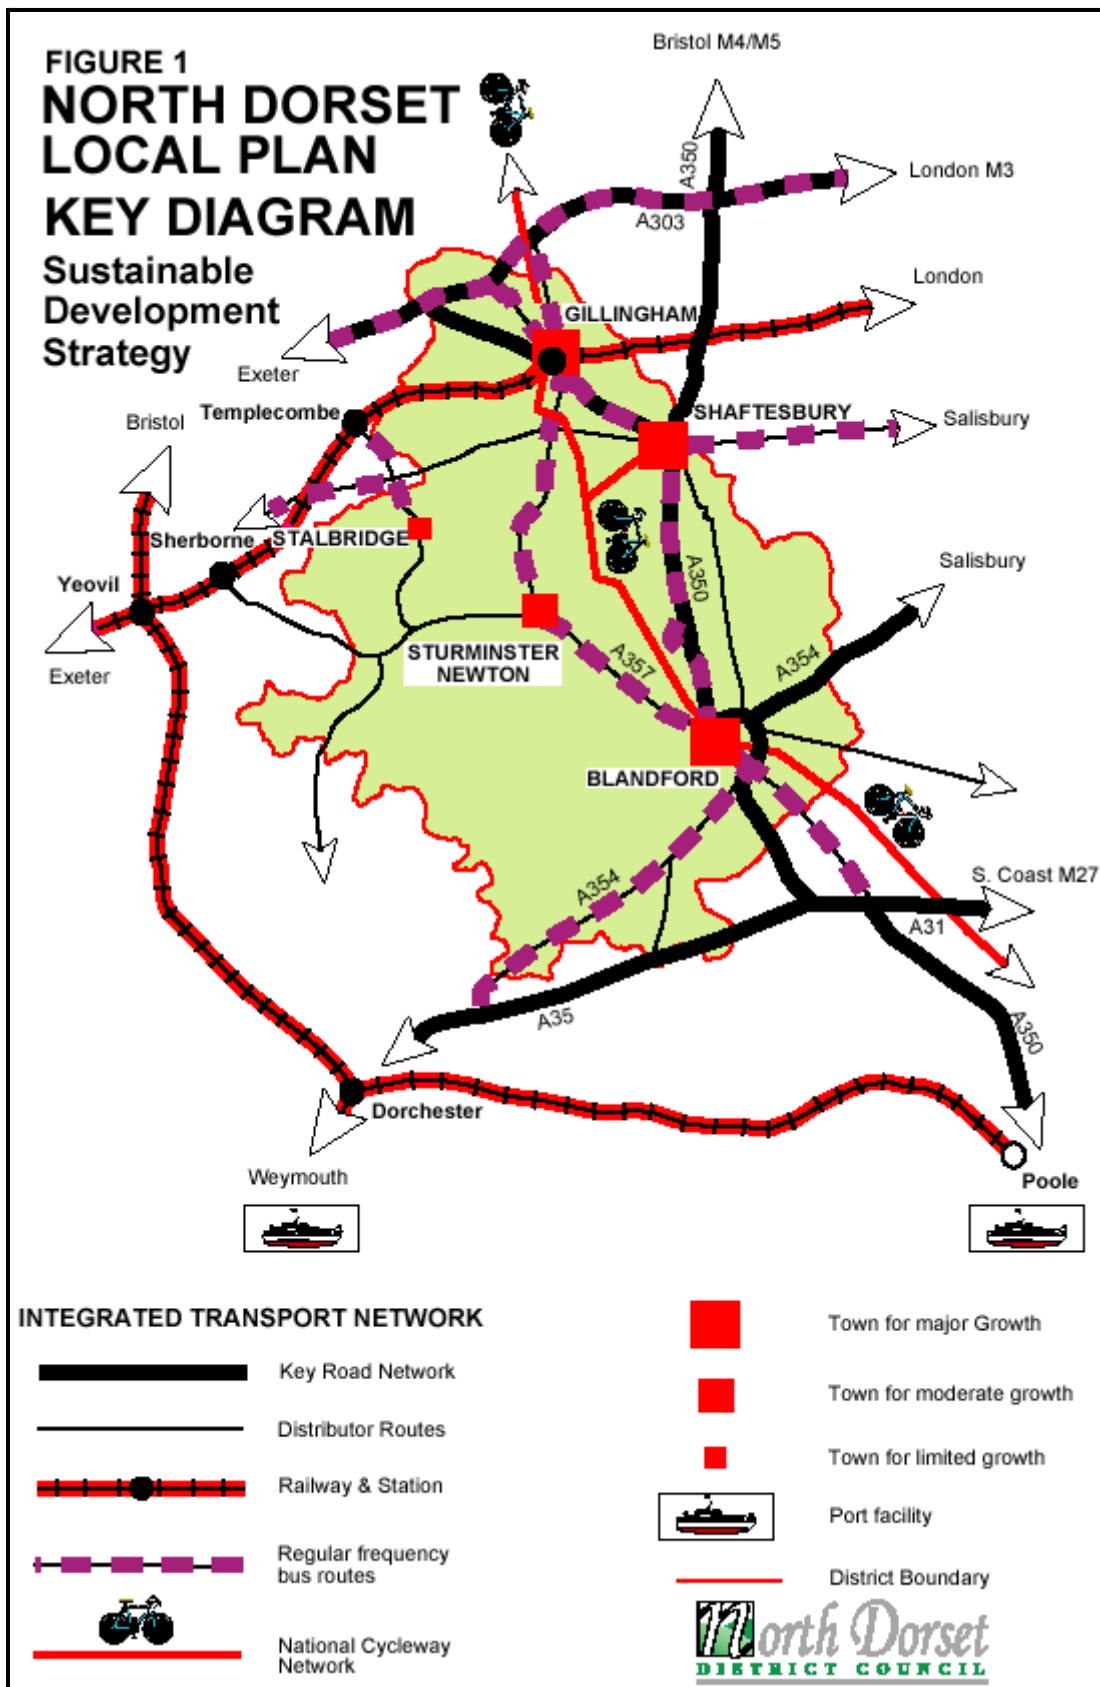 FIGURE 1
NORTH DORSET
LOCAL PLAN
KEY DIAGRAM
Sustainable
Development
Strategy
Bristol M4/M5
A350
London M3
A303
London
GILLINGHAM
Exeter
Templecombe
SHAFTESBURY
Salisbury
Bristol
Sherborne
STALBRIDGE
Yeovil
Exeter
A350
Salisbury
STURMINSTER
NEWTON
A357
A354
BLANDFORD
A354
S. Coast M27
A31
A35
A350
Dorchester
Weymouth
Poole
INTEGRATED TRANSPORT NETWORK
Key Road Network
Distributor Routes
Railway & Station
Regular frequency
bus routes
National Cycleway
Network
Town for major Growth
Town for moderate growth
Town for limited growth
Port facility
District Boundary
North Dorset
DISTRICT COUNCIL